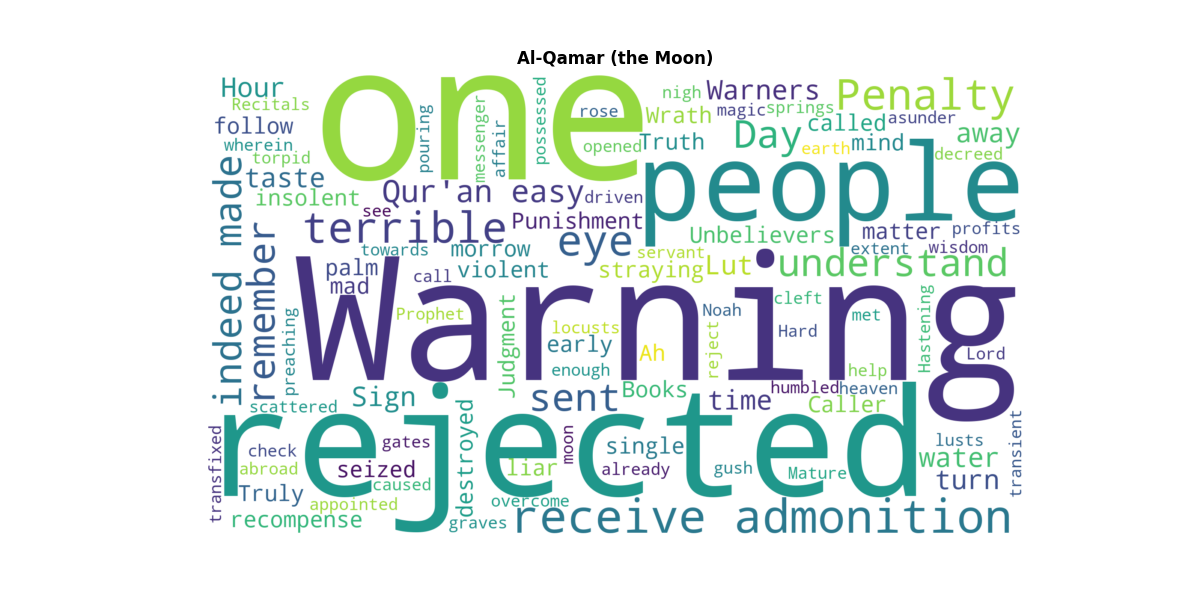 Al-Qamar (the Moon)
Hour
one
nigh
Warners
Penalty
Recitals
possessed
rose
Wrath
magic
springs
asunder
follow
pouring
messenger
affair
opened
Truth
Day
called
mind
away
wherein
earth
decreed
torpid
taste
people
made
insolent
Qur'an easy
driven
see
terrible
Punishment
Unbelievers
matter
profits
remember
towards
morrow
eye
servant
extent
wisdom
indeed
palm
call
violent
straying
Lut
understand
mad
Warning
preaching
Prophet
Judgment
locusts
Noah
cleft
met
Hastening
early
Ah
reject
Hard
Lord
enough
help
scattered
Sign
sent
Books
time
humbled
heaven
Caller
rejected
transfixed
check
gates
destroyed
moon
single
lusts
transient
abroad
seized
liar
already
gush
Mature
water
Truly
caused
overcome
turn
appointed
recompense
graves
receive admonition